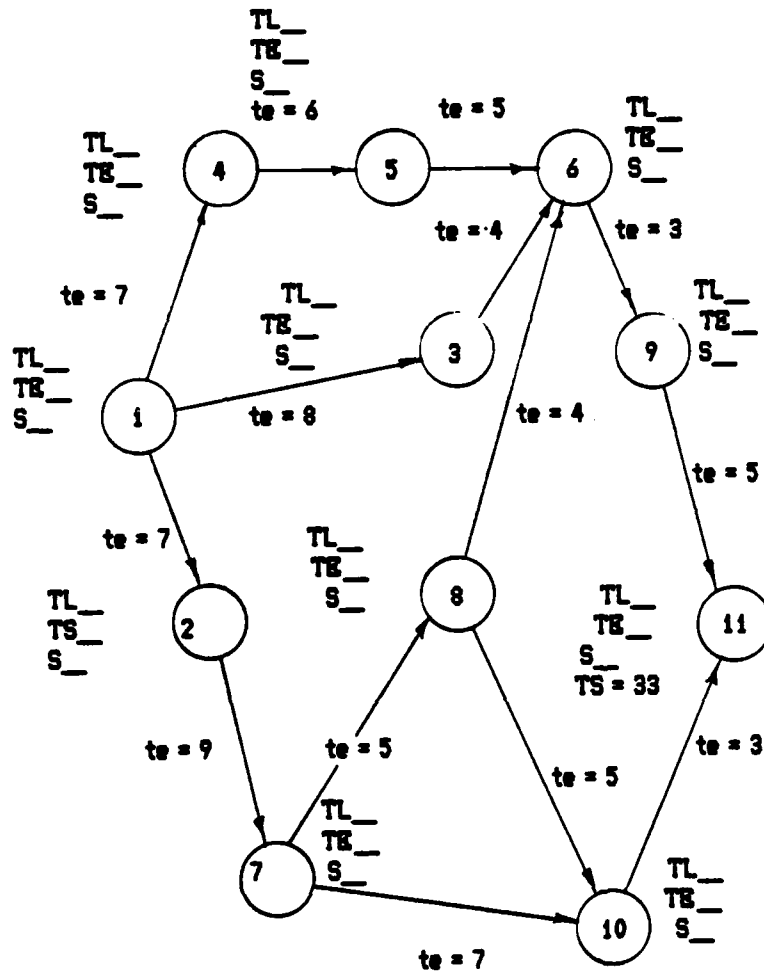 TL__
TE__
S__
te = 6
te = 5
TL__
TE__
S__
TL__
TE__
S__
4
5
6
te = 4
te = 3
te = 7
TL__
TE__
S__
3
TL__
TE__
S__
9
TL__
TE__
S__
1
te = 8
te = 4
te = 5
te = 7
TL__
TE__
S__
8
TL__
TS__
S__
2
TL__
TE__
S__
TS = 33
11
te = 9
te = 5
te = 5
te = 3
TL__
TE__
S__
7
TL__
TE__
S__
10
te = 7